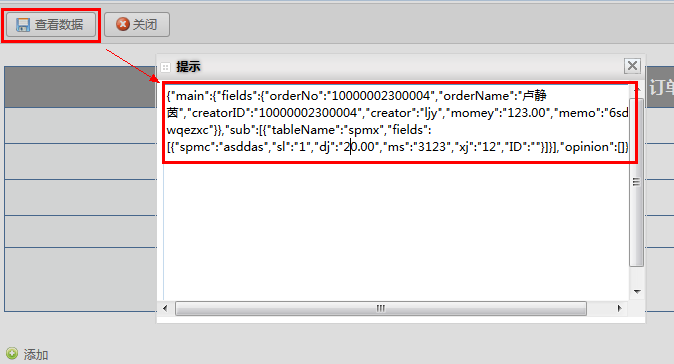 查看数据
关闭
提示
订单
{"main":{"fields":{"orderNo":"10000002300004","orderName":"卢静
茵","creatorID":"10000002300004","creator":"ljy","momey":"123.00","memo":"6sd
wqezxc"}},"sub":[{"tableName":"spmx","fields":
[{"spmc":"asddas","sl":"1","dj":"20.00","ms":"3123","xj":"12","ID":""}]}],"opinion":[]}
添加